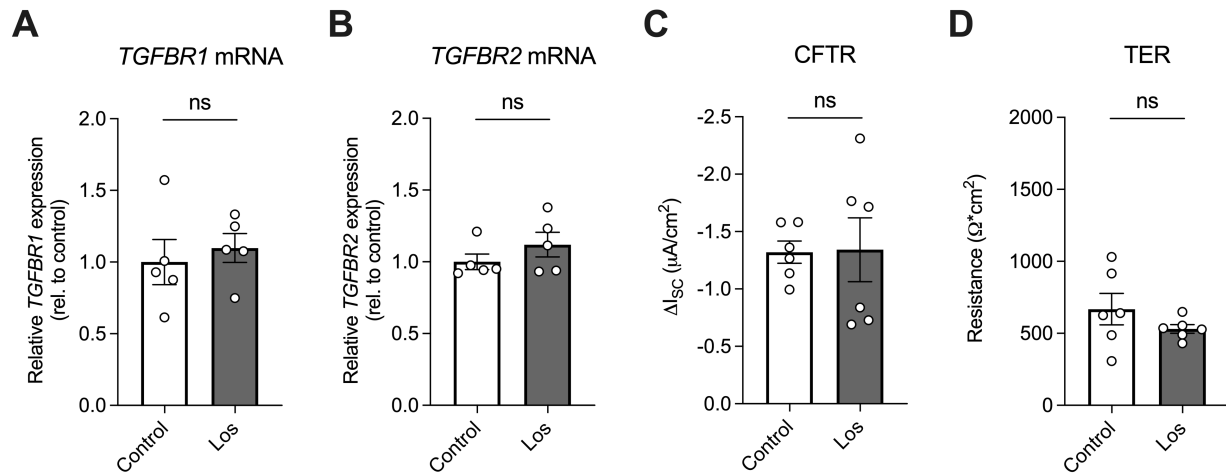 A
TGFBR1 mRNA
ns
Relative TGFBR1 expression
(rel. to control)
2.0
1.5
1.0
0.5
0.0
Control
Los
B
TGFBR2 mRNA
ns
Relative TGFBR2 expression
(rel. to control)
2.0
1.5
1.0
0.5
0.0
Control
Los
C
CFTR
ns
ΔISC (µA/cm²)
-2.5
-2.0
-1.5
-1.0
-0.5
0.0
Control
Los
D
TER
ns
Resistance (Ω*cm²)
2000
1500
1000
500
0
Control
Los